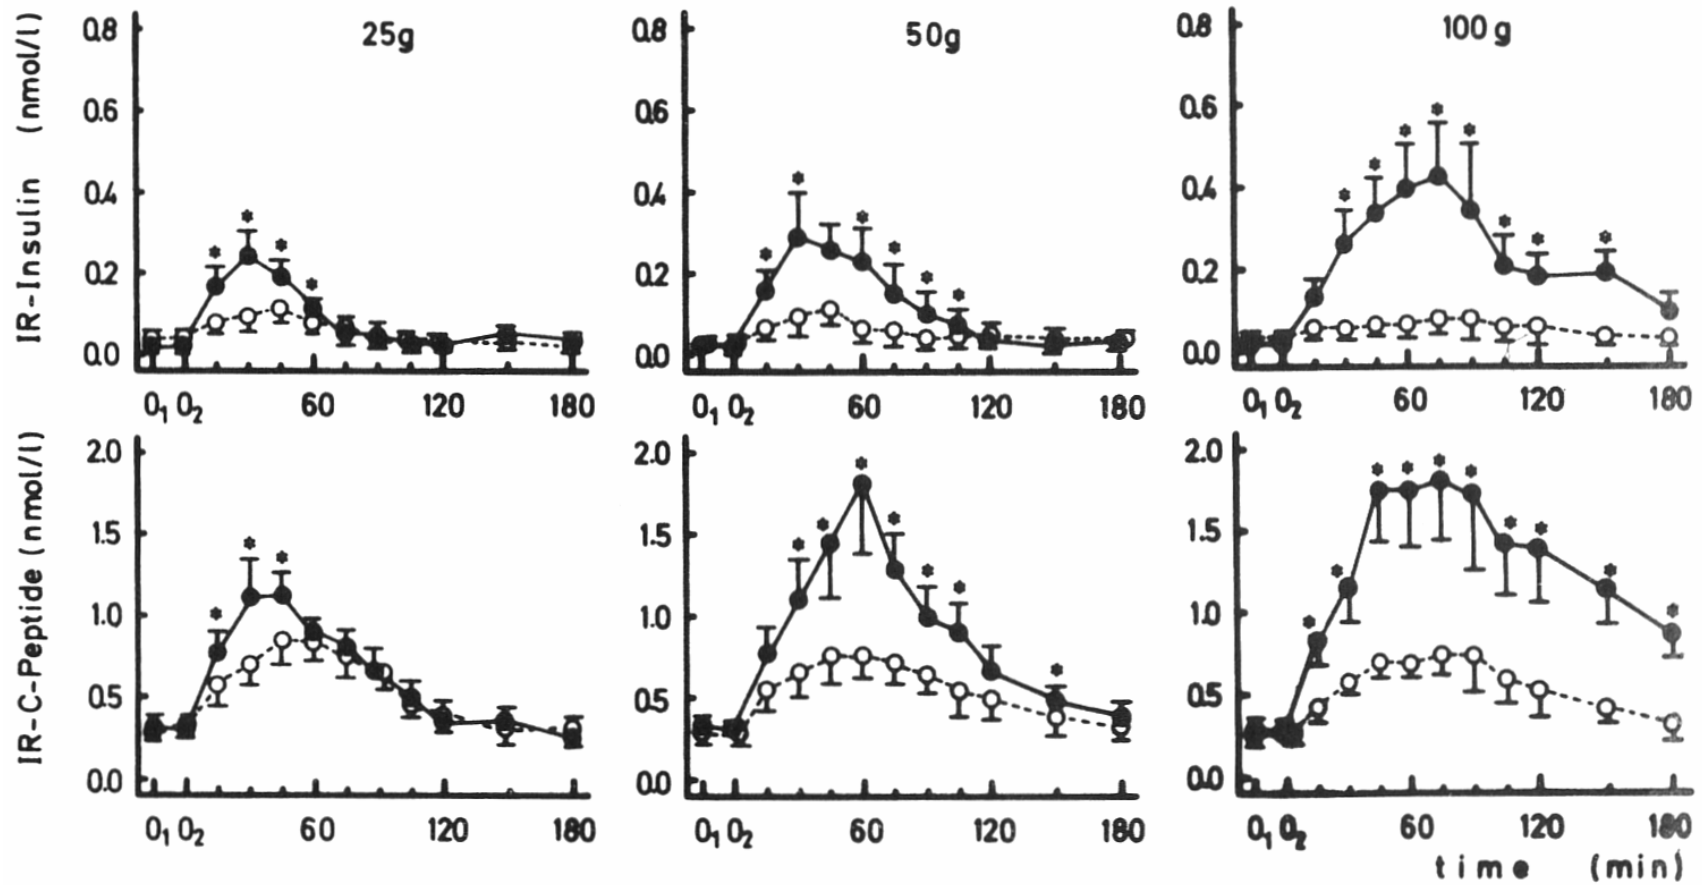 IR-Insulin (nmol/l)
0.8
0.6
0.4
0.2
0.0
25g
* * * *
0₁ 0₂ 60 120 180
0.8
0.6
0.4
0.2
0.0
50g
* * * * * *
0₁ 0₂ 60 120 180
0.8
0.6
0.4
0.2
0.0
100g
* * * * * * * * *
0₁ 0₂ 60 120 180
IR-C-Peptide (nmol/l)
2.0
1.5
1.0
0.5
0.0
* * *
0₁ 0₂ 60 120 180
2.0
1.5
1.0
0.5
0.0
* * * * * * *
0₁ 0₂ 60 120 180
2.0
1.5
1.0
0.5
0.0
* * * * * * * * * *
0₁ 0₂ 60 120 180
time (min)